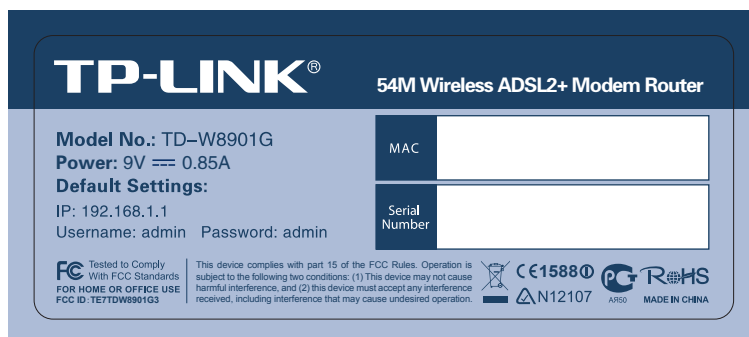 TP-LINK®
54M Wireless ADSL2+ Modem Router
Model No.: TD-W8901G
Power: 9V ⎓ 0.85A
Default Settings:
IP: 192.168.1.1
Username: admin Password: admin
MAC
Serial
Number
FC Tested to Comply
With FCC Standards
FOR HOME OR OFFICE USE
FCC ID : TE7TDW8901G3
This device complies with part 15 of the FCC Rules. Operation is
subject to the following two conditions: (1) This device may not cause
harmful interference, and (2) this device must accept any interference
received, including interference that may cause undesired operation.
CE1588
N12107
PG
AR50
RoHS
MADE IN CHINA